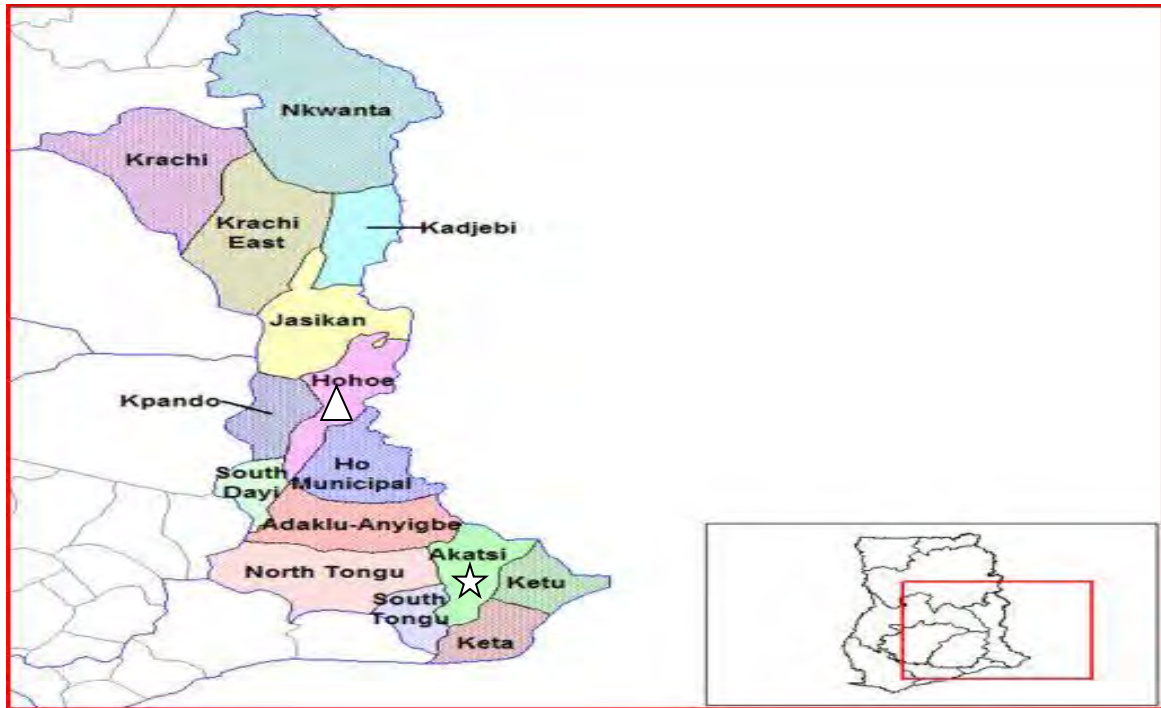 Nkwanta
Krachi
Krachi
East
Kadjebi
Jasikan
Hohoe
Kpando
Ho
Municipal
South
Dayi
Adaklu-Anyigbe
Akatsi
North Tongu
Ketu
South
Tongu
Keta